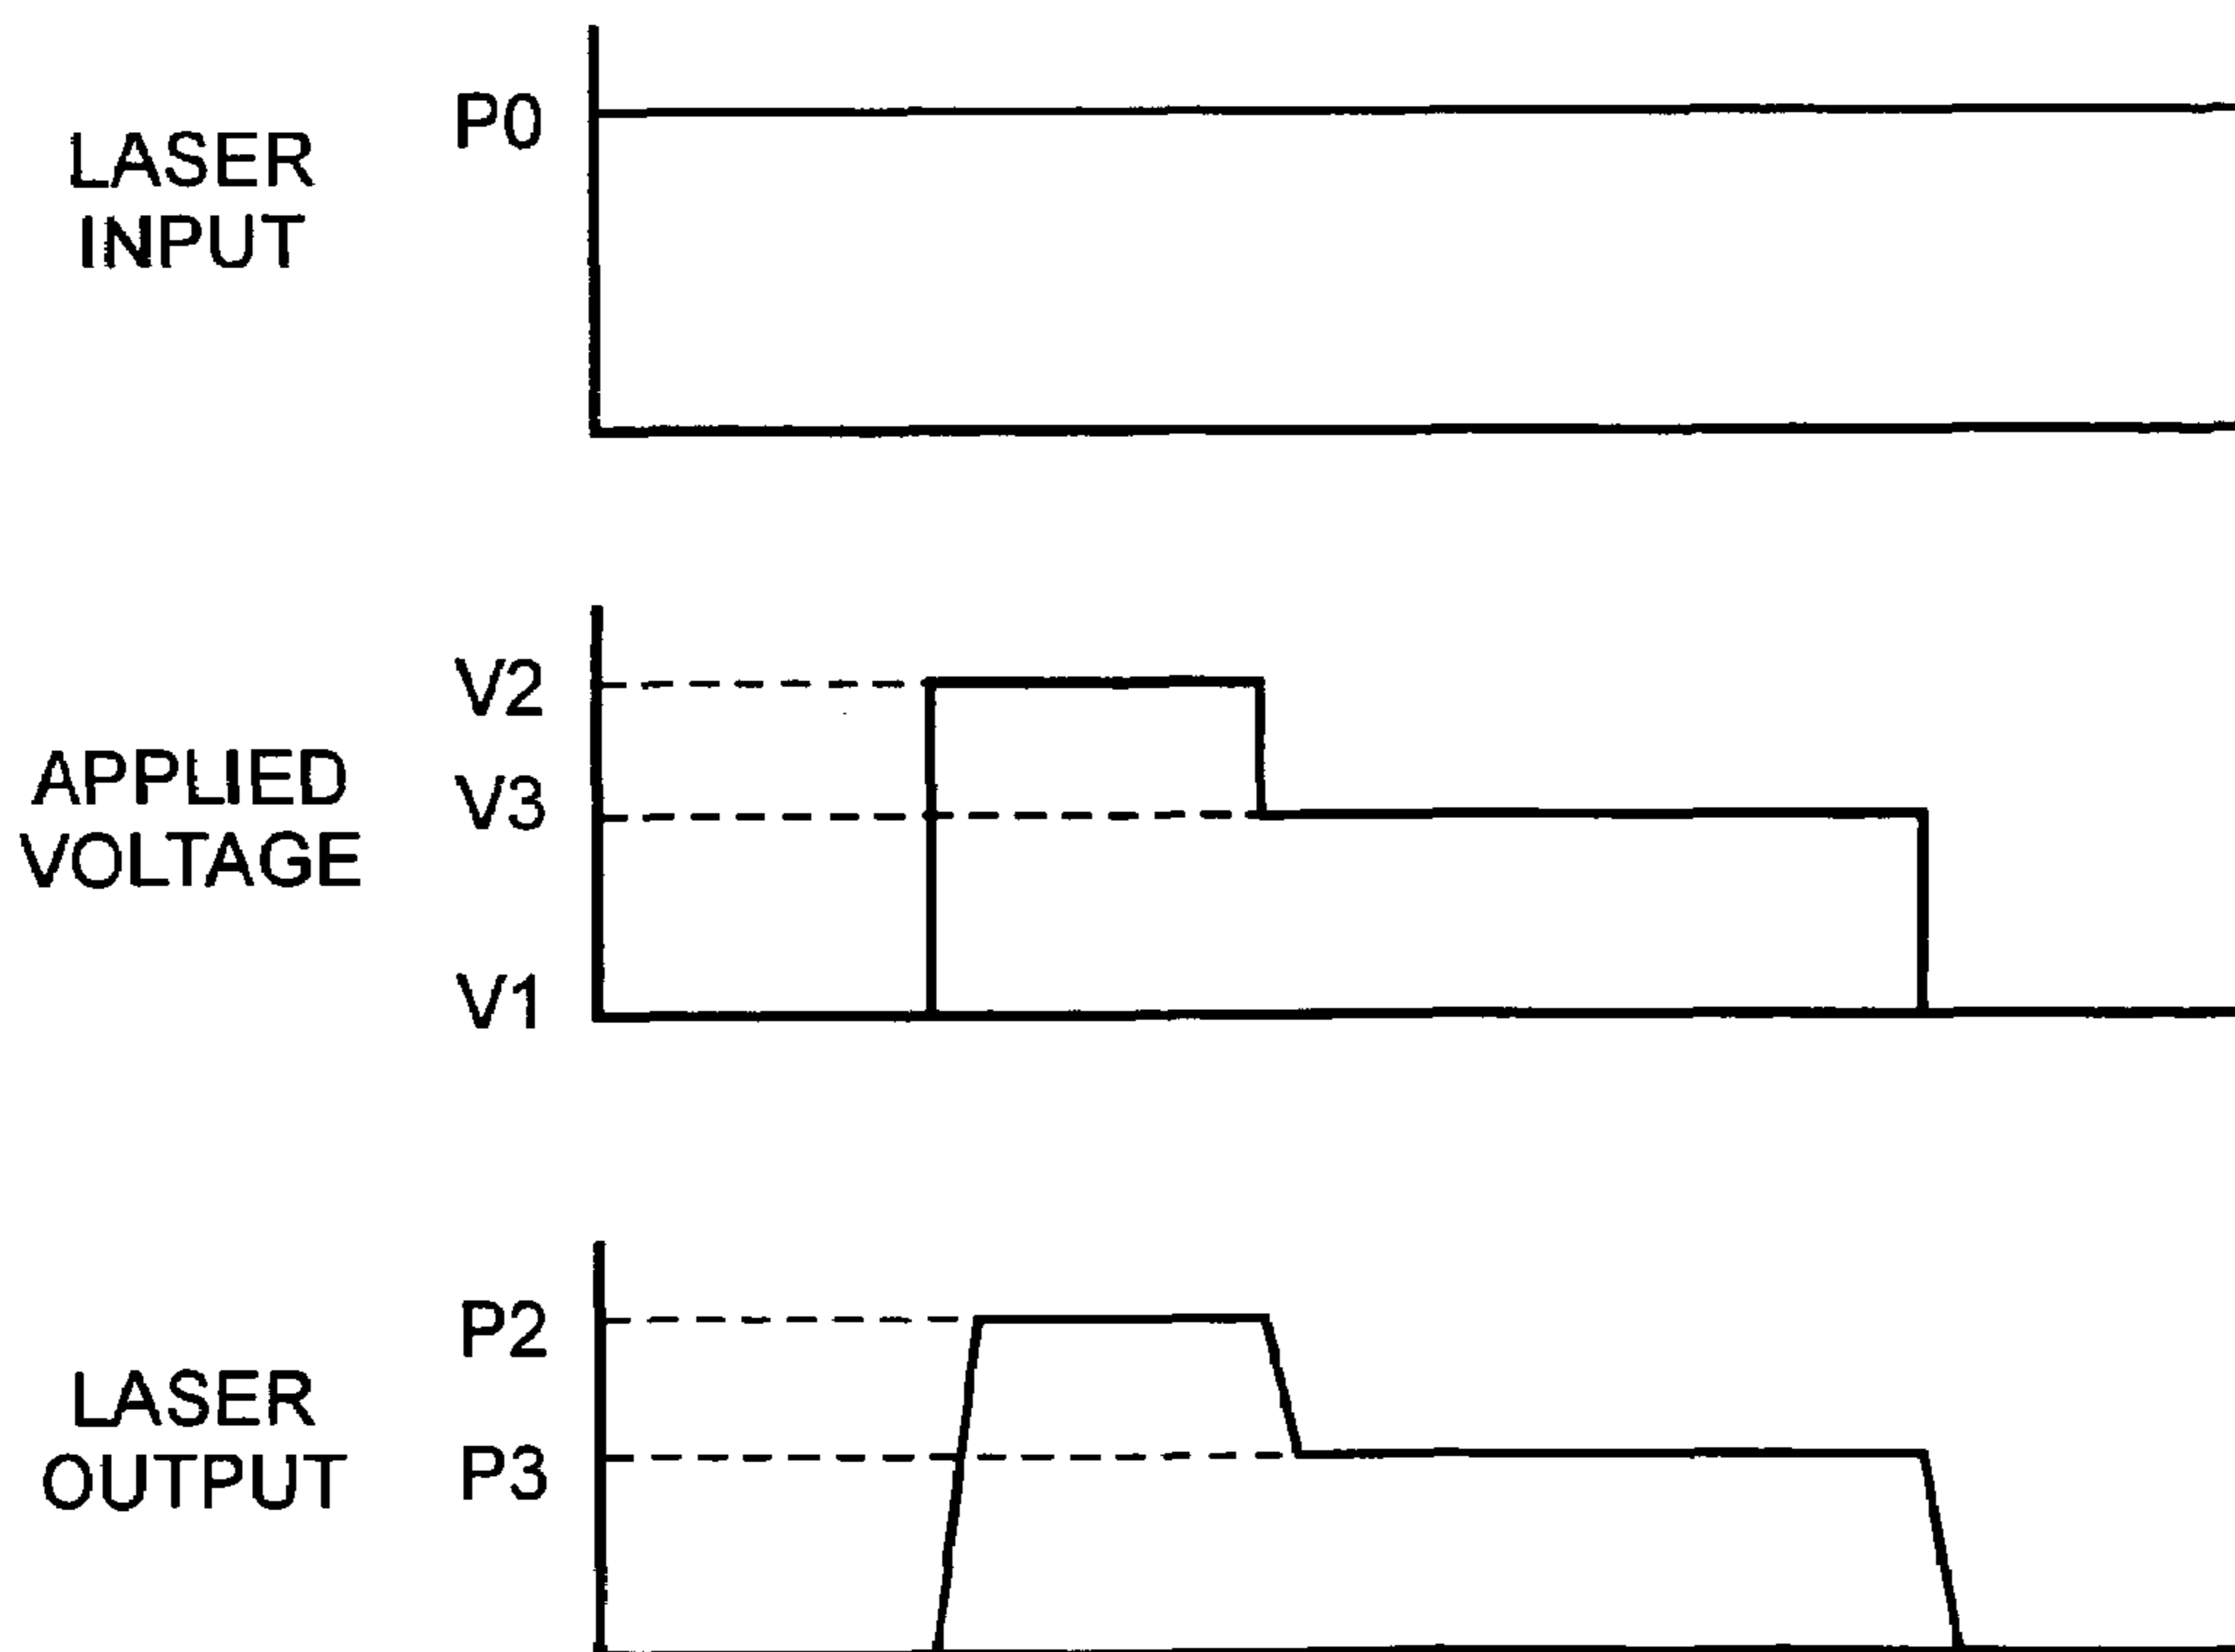 P0
LASER
INPUT
V2
V3
APPLIED
VOLTAGE
V1
P2
LASER
OUTPUT
P3